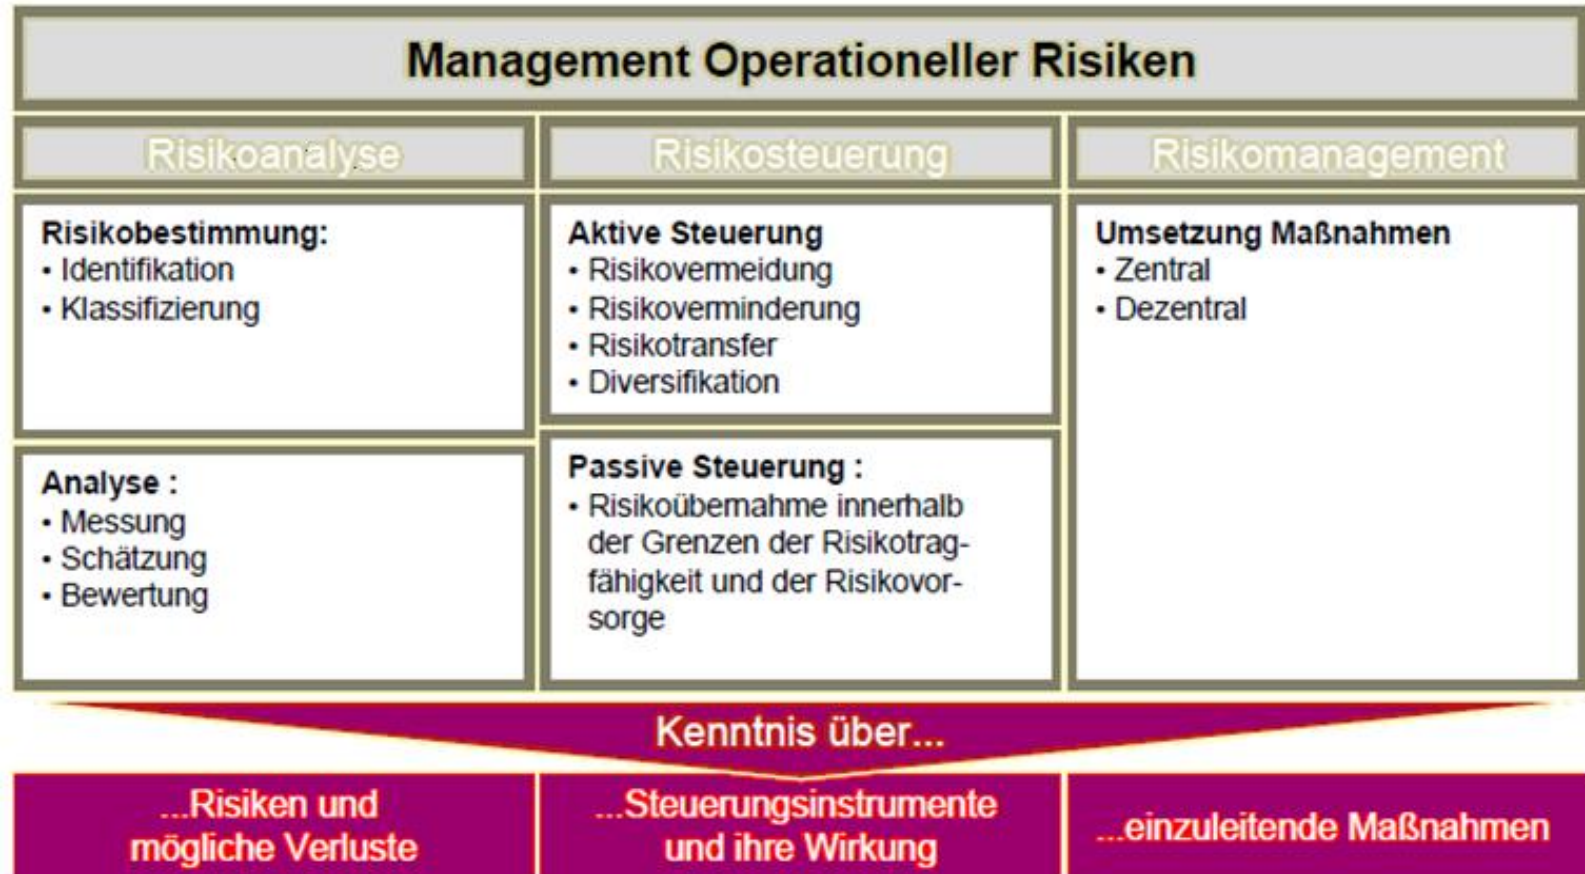 Management Operationeller Risiken
Risikoanalyse
Risikosteuerung
Risikomanagement
Risikobestimmung:
• Identifikation
• Klassifizierung
Analyse :
• Messung
• Schätzung
• Bewertung
Aktive Steuerung
• Risikovermeidung
• Risikoverminderung
• Risikotransfer
• Diversifikation
Passive Steuerung :
• Risikoübernahme innerhalb
der Grenzen der Risikotrag-
fähigkeit und der Risikovor-
sorge
Umsetzung Maßnahmen
• Zentral
• Dezentral
Kenntnis über...
...Risiken und
mögliche Verluste
...Steuerungsinstrumente
und ihre Wirkung
...einzuleitende Maßnahmen